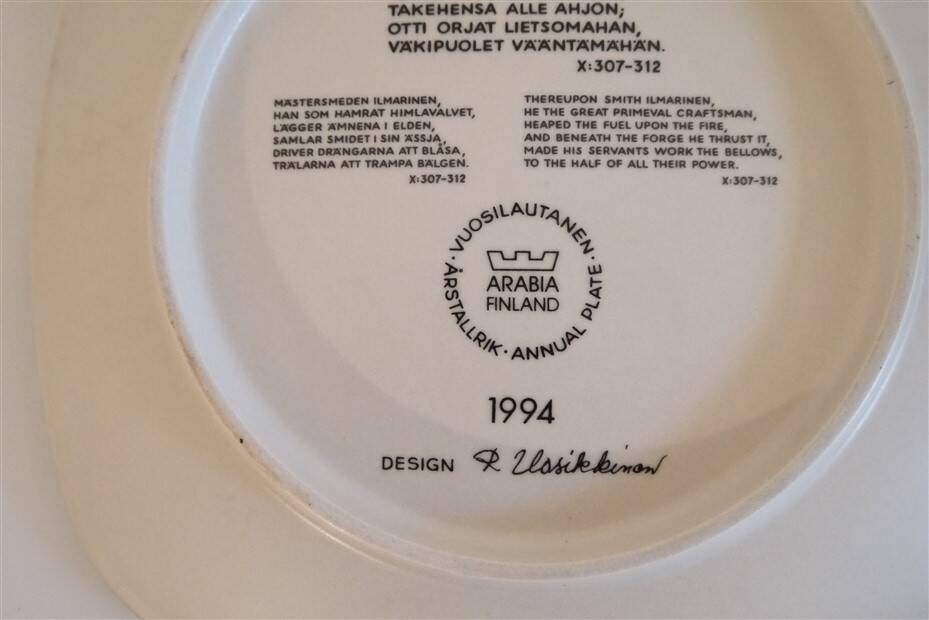 TAKEHENSA ALLE AHJON;
OTTI ORJAT LIETSOMAHAN,
VÄKIPUOLET VÄÄNTÄMÄHÄN.
X:307-312
MÄSTERSMEDEN ILMARINEN,
HAN SOM HAMRAT HIMLAVALVET,
LÄGGER ÄMNENA I ELDEN,
SAMLAR SMIDET I SIN ÄSSJA,
DRIVER DRÄNGARNA ATT BLÅSA,
TRÄLARNA ATT TRAMPA BÄLGEN.
X:307-312
THEREUPON SMITH ILMARINEN,
HE THE GREAT PRIMEVAL CRAFTSMAN,
HEAPED THE FUEL UPON THE FIRE,
AND BENEATH THE FORGE HE THRUST IT,
MADE HIS SERVANTS WORK THE BELLOWS,
TO THE HALF OF ALL THEIR POWER.
X:307-312
· VUOSILAUTANEN · ANNUAL PLATE · ÅRSTALLRIK
ARABIA
FINLAND
1994
DESIGN R Uosikkinen